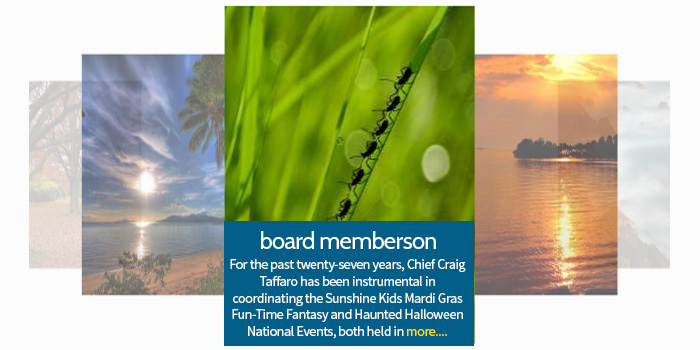 board memberson
For the past twenty-seven years, Chief Craig
Taffaro has been instrumental in
coordinating the Sunshine Kids Mardi Gras
Fun-Time Fantasy and Haunted Halloween
National Events, both held in more....